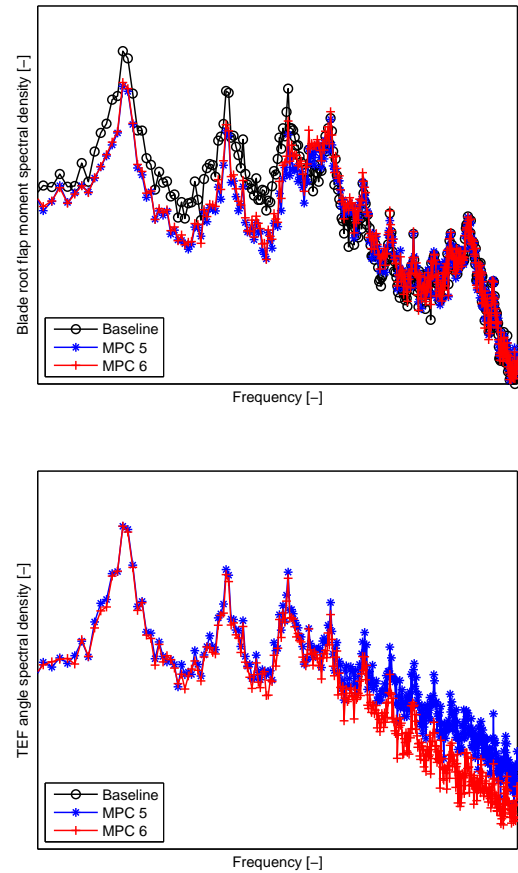 Blade root flap moment spectral density [–]
Baseline
MPC 5
MPC 6
Frequency [–]
TEF angle spectral density [–]
Baseline
MPC 5
MPC 6
Frequency [–]